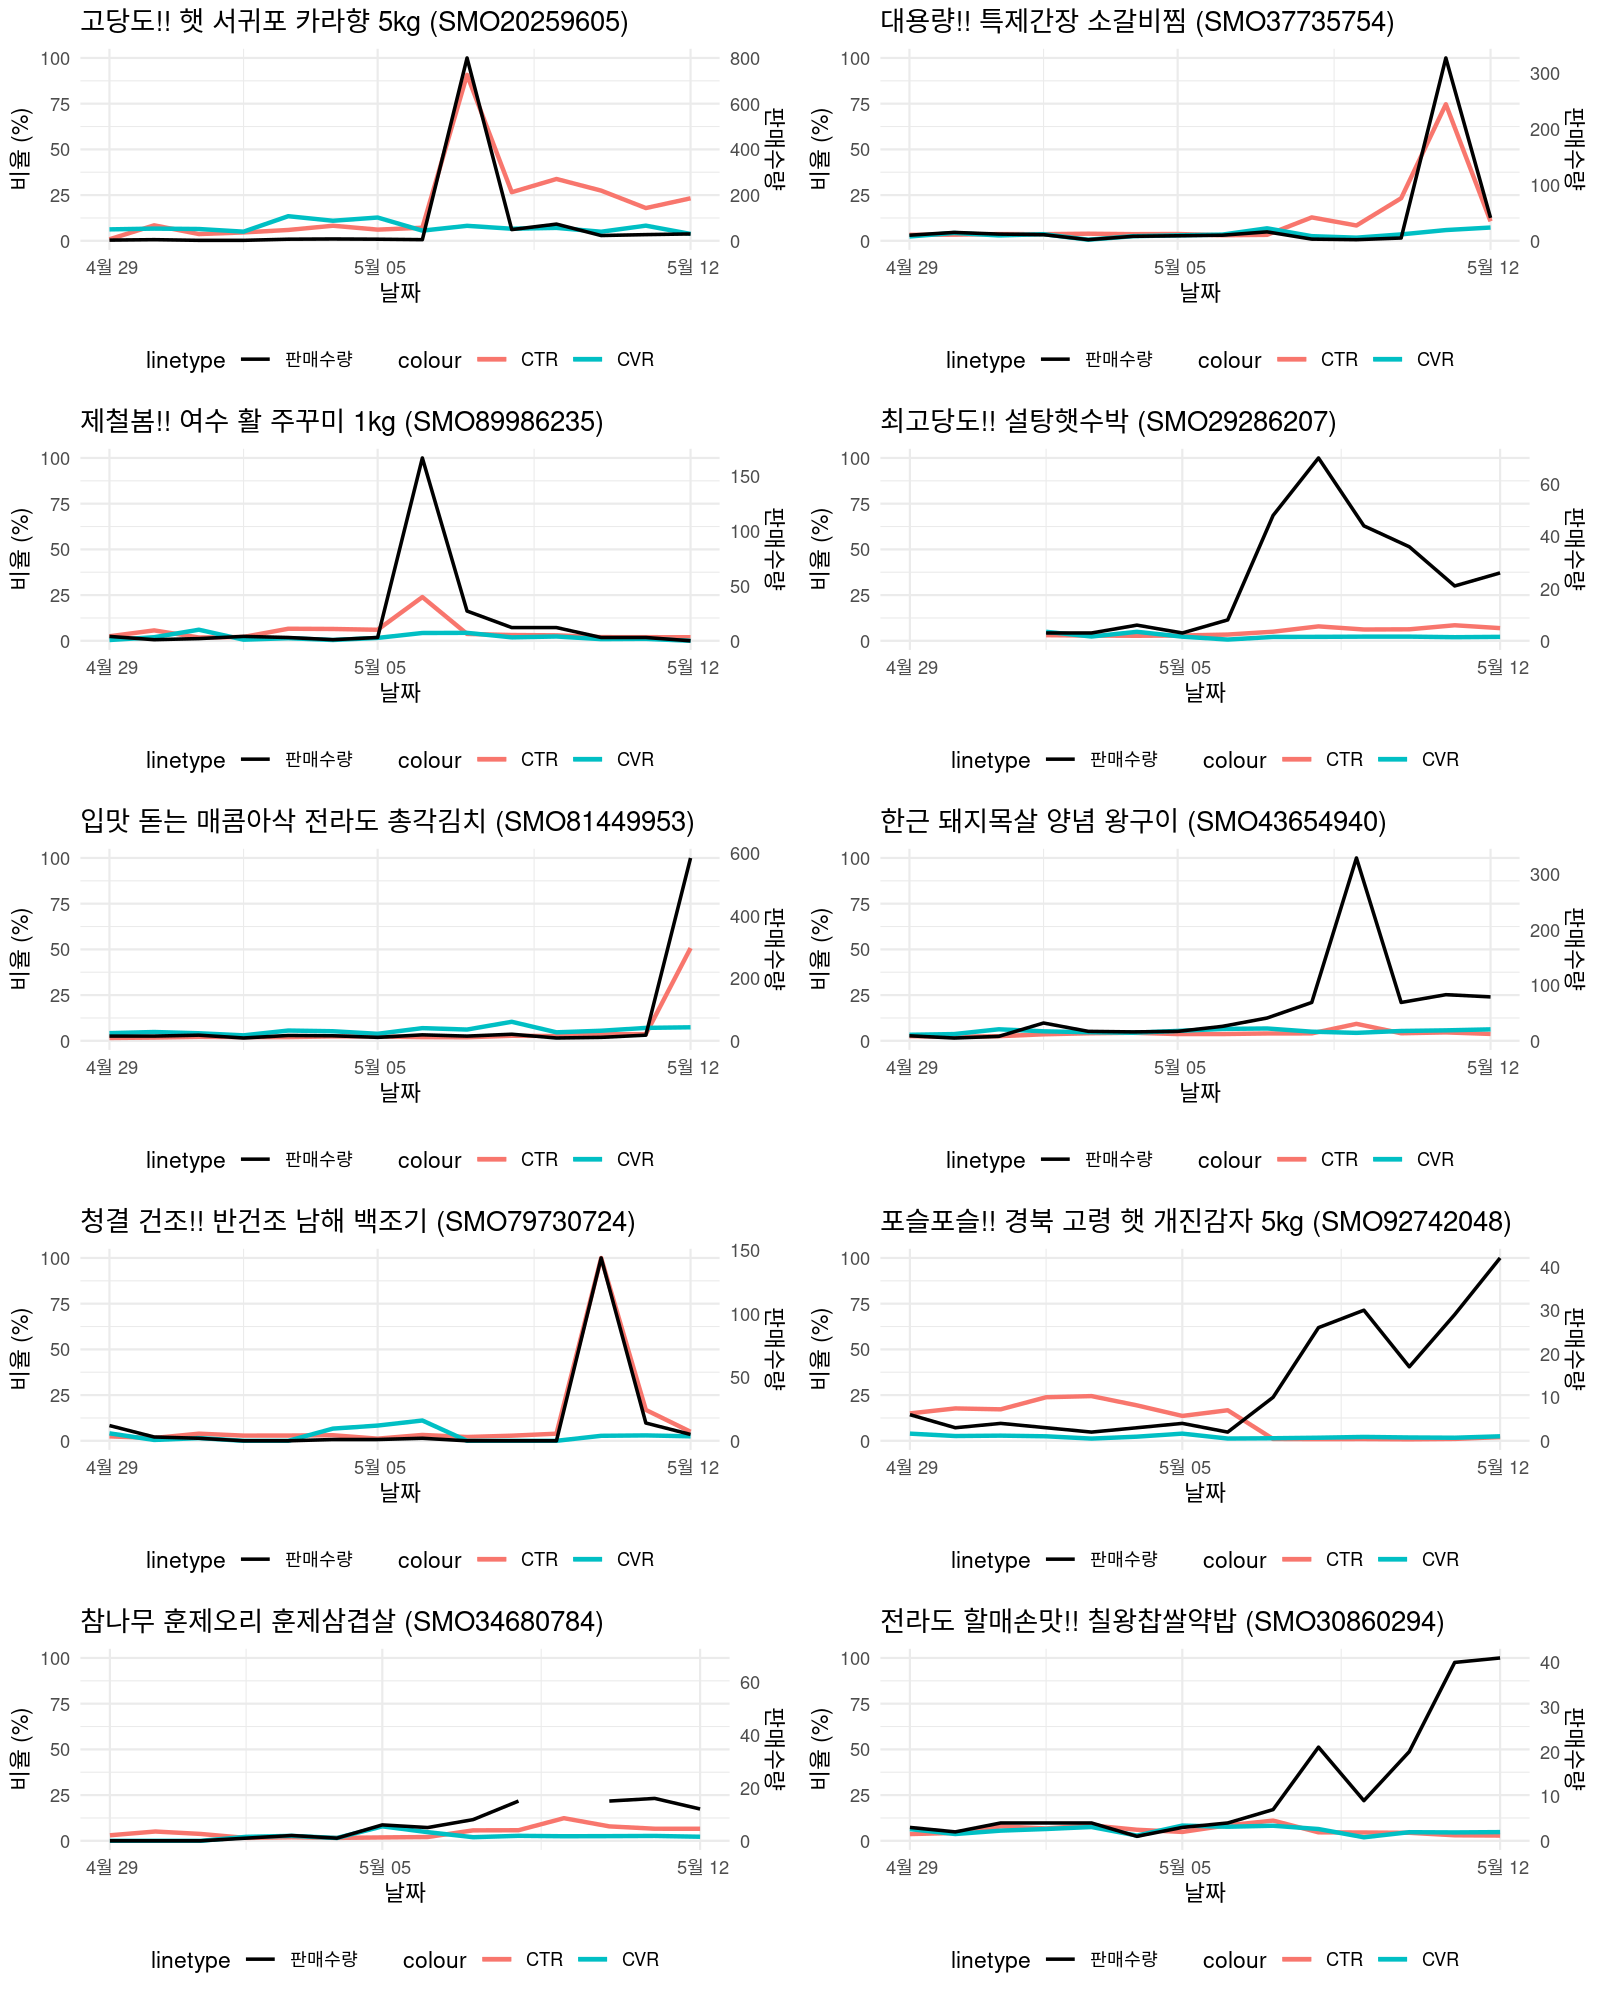 고당도!! 햇 서귀포 카라향 5kg (SMO20259605)
100
75
50
25
0
비율 (%)
800
600
400
200
0
판매수량
4월 29
5월 05
5월 12
날짜
linetype 판매수량 colour CTR CVR
대용량!! 특제간장 소갈비찜 (SMO37735754)
100
75
50
25
0
비율 (%)
300
200
100
0
판매수량
4월 29
5월 05
5월 12
날짜
linetype 판매수량 colour CTR CVR
제철봄!! 여수 활 주꾸미 1kg (SMO89986235)
100
75
50
25
0
비율 (%)
150
100
50
0
판매수량
4월 29
5월 05
5월 12
날짜
linetype 판매수량 colour CTR CVR
최고당도!! 설탕햇수박 (SMO29286207)
100
75
50
25
0
비율 (%)
60
40
20
0
판매수량
4월 29
5월 05
5월 12
날짜
linetype 판매수량 colour CTR CVR
입맛 돋는 매콤아삭 전라도 총각김치 (SMO81449953)
100
75
50
25
0
비율 (%)
600
400
200
0
판매수량
4월 29
5월 05
5월 12
날짜
linetype 판매수량 colour CTR CVR
한근 돼지목살 양념 왕구이 (SMO43654940)
100
75
50
25
0
비율 (%)
300
200
100
0
판매수량
4월 29
5월 05
5월 12
날짜
linetype 판매수량 colour CTR CVR
청결 건조!! 반건조 남해 백조기 (SMO79730724)
100
75
50
25
0
비율 (%)
150
100
50
0
판매수량
4월 29
5월 05
5월 12
날짜
linetype 판매수량 colour CTR CVR
포슬포슬!! 경북 고령 햇 개진감자 5kg (SMO92742048)
100
75
50
25
0
비율 (%)
40
30
20
10
0
판매수량
4월 29
5월 05
5월 12
날짜
linetype 판매수량 colour CTR CVR
참나무 훈제오리 훈제삼겹살 (SMO34680784)
100
75
50
25
0
비율 (%)
60
40
20
0
판매수량
4월 29
5월 05
5월 12
날짜
linetype 판매수량 colour CTR CVR
전라도 할매손맛!! 칠왕찹쌀약밥 (SMO30860294)
100
75
50
25
0
비율 (%)
40
30
20
10
0
판매수량
4월 29
5월 05
5월 12
날짜
linetype 판매수량 colour CTR CVR